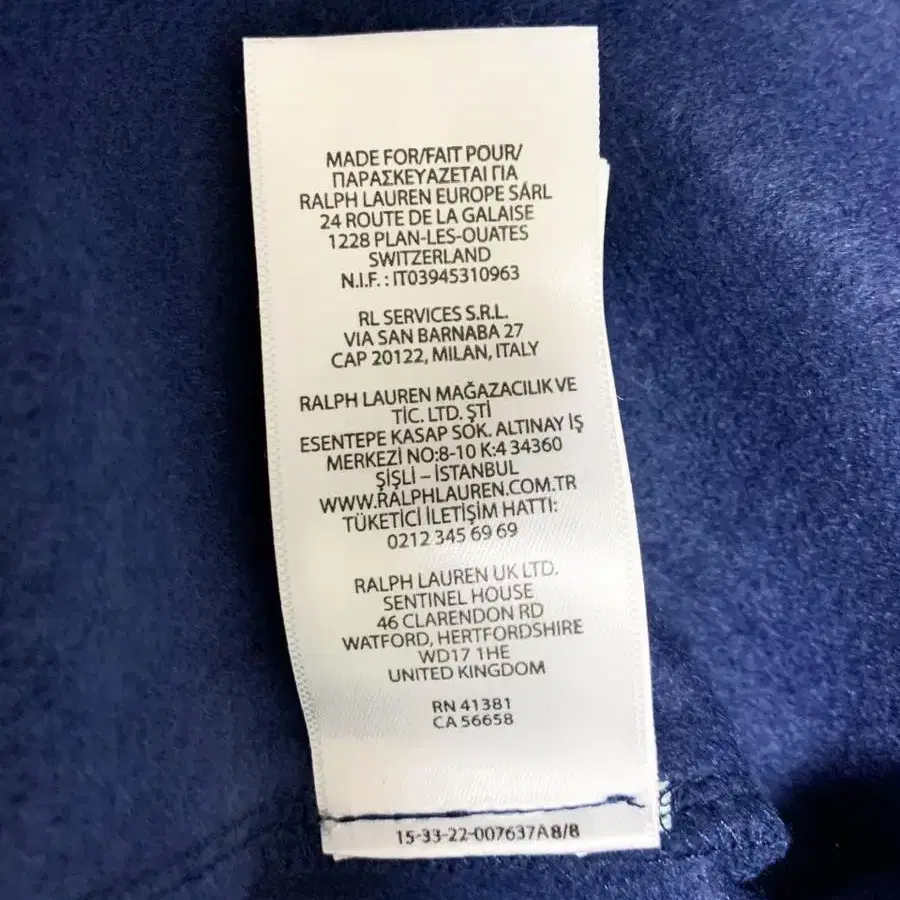 MADE FOR/FAIT POUR/
ΠΑΡΑΣΚΕΥΑΖΕΤΑΙ ΓΙΑ
RALPH LAUREN EUROPE SÀRL
24 ROUTE DE LA GALAISE
1228 PLAN-LES-OUATES
SWITZERLAND
N.I.F. : IT03945310963
RL SERVICES S.R.L.
VIA SAN BARNABA 27
CAP 20122, MILAN, ITALY
RALPH LAUREN MAĞAZACILIK VE
TİC. LTD. ŞTİ
ESENTEPE KASAP SOK. ALTINAY İŞ
MERKEZİ NO:8-10 K:4 34360
ŞİŞLİ – İSTANBUL
WWW.RALPHLAUREN.COM.TR
TÜKETİCİ İLETİŞİM HATTI:
0212 345 69 69
RALPH LAUREN UK LTD.
SENTINEL HOUSE
46 CLARENDON RD
WATFORD, HERTFORDSHIRE
WD17 1HE
UNITED KINGDOM
RN 41381
CA 56658
15-33-22-007637A 8/8